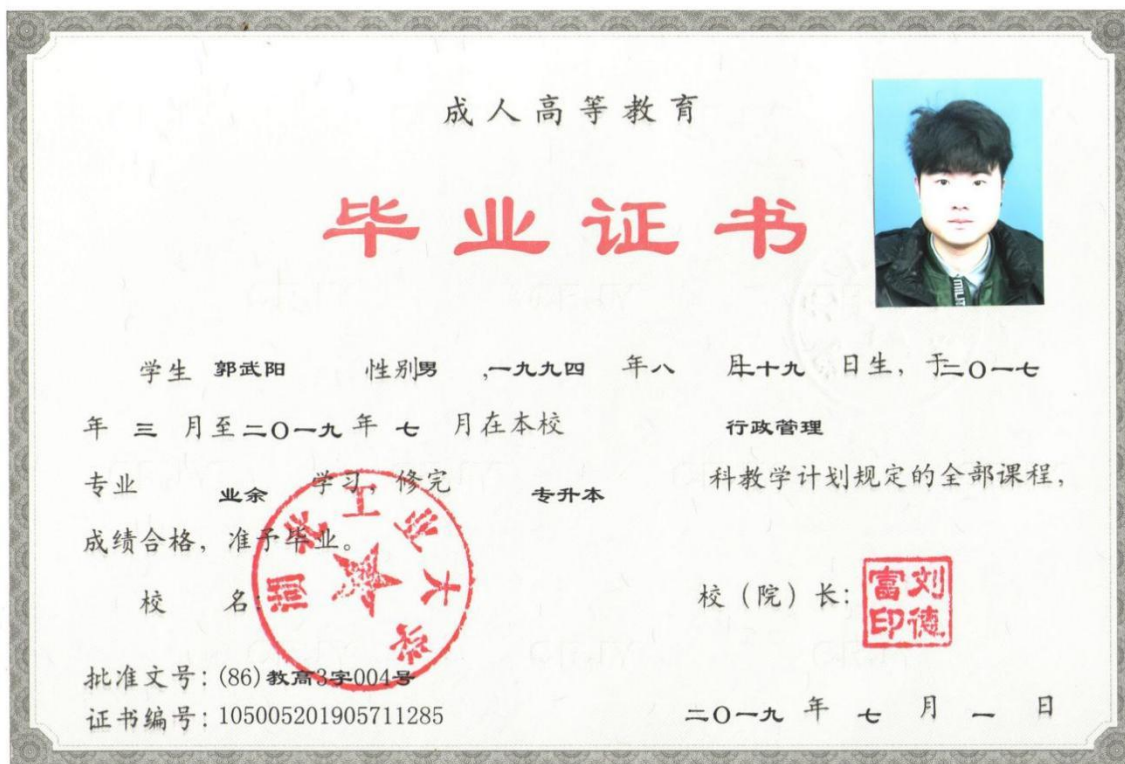 成人高等教育
毕业证书
学生 郭武阳 性别男 ,一九九四 年八 月十九 日生，于二〇一七
年 三 月至二〇一九 年 七 月在本校 行政管理
专业 业余 学习，修完 专升本 科教学计划规定的全部课程，
成绩合格，准予毕业。
校 名：
湖北工业大学
校（院）长：
刘德富印
批准文号：(86)教高3字004号
证书编号：105005201905711285
二〇一九 年 七 月 一 日